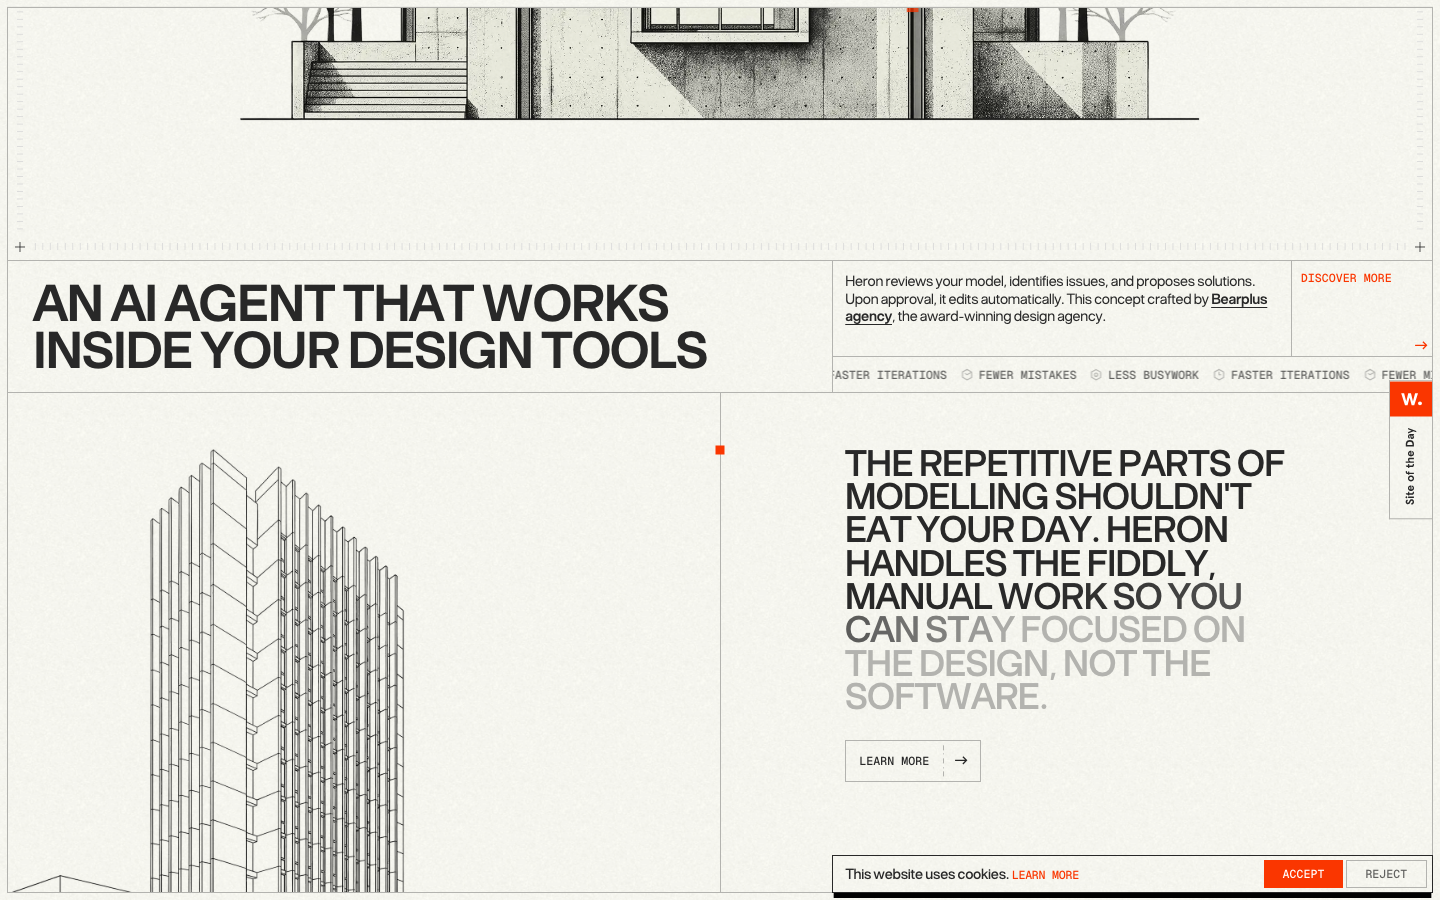 AN AI AGENT THAT WORKS
INSIDE YOUR DESIGN TOOLS
Heron reviews your model, identifies issues, and proposes solutions.
Upon approval, it edits automatically. This concept crafted by Bearplus
agency, the award-winning design agency.
DISCOVER MORE
FASTER ITERATIONS FEWER MISTAKES LESS BUSYWORK FASTER ITERATIONS FEWER
W.
Site of the Day
THE REPETITIVE PARTS OF
MODELLING SHOULDN'T
EAT YOUR DAY. HERON
HANDLES THE FIDDLY,
MANUAL WORK SO YOU
CAN STAY FOCUSED ON
THE DESIGN, NOT THE
SOFTWARE.
LEARN MORE
This website uses cookies. LEARN MORE
ACCEPT
REJECT